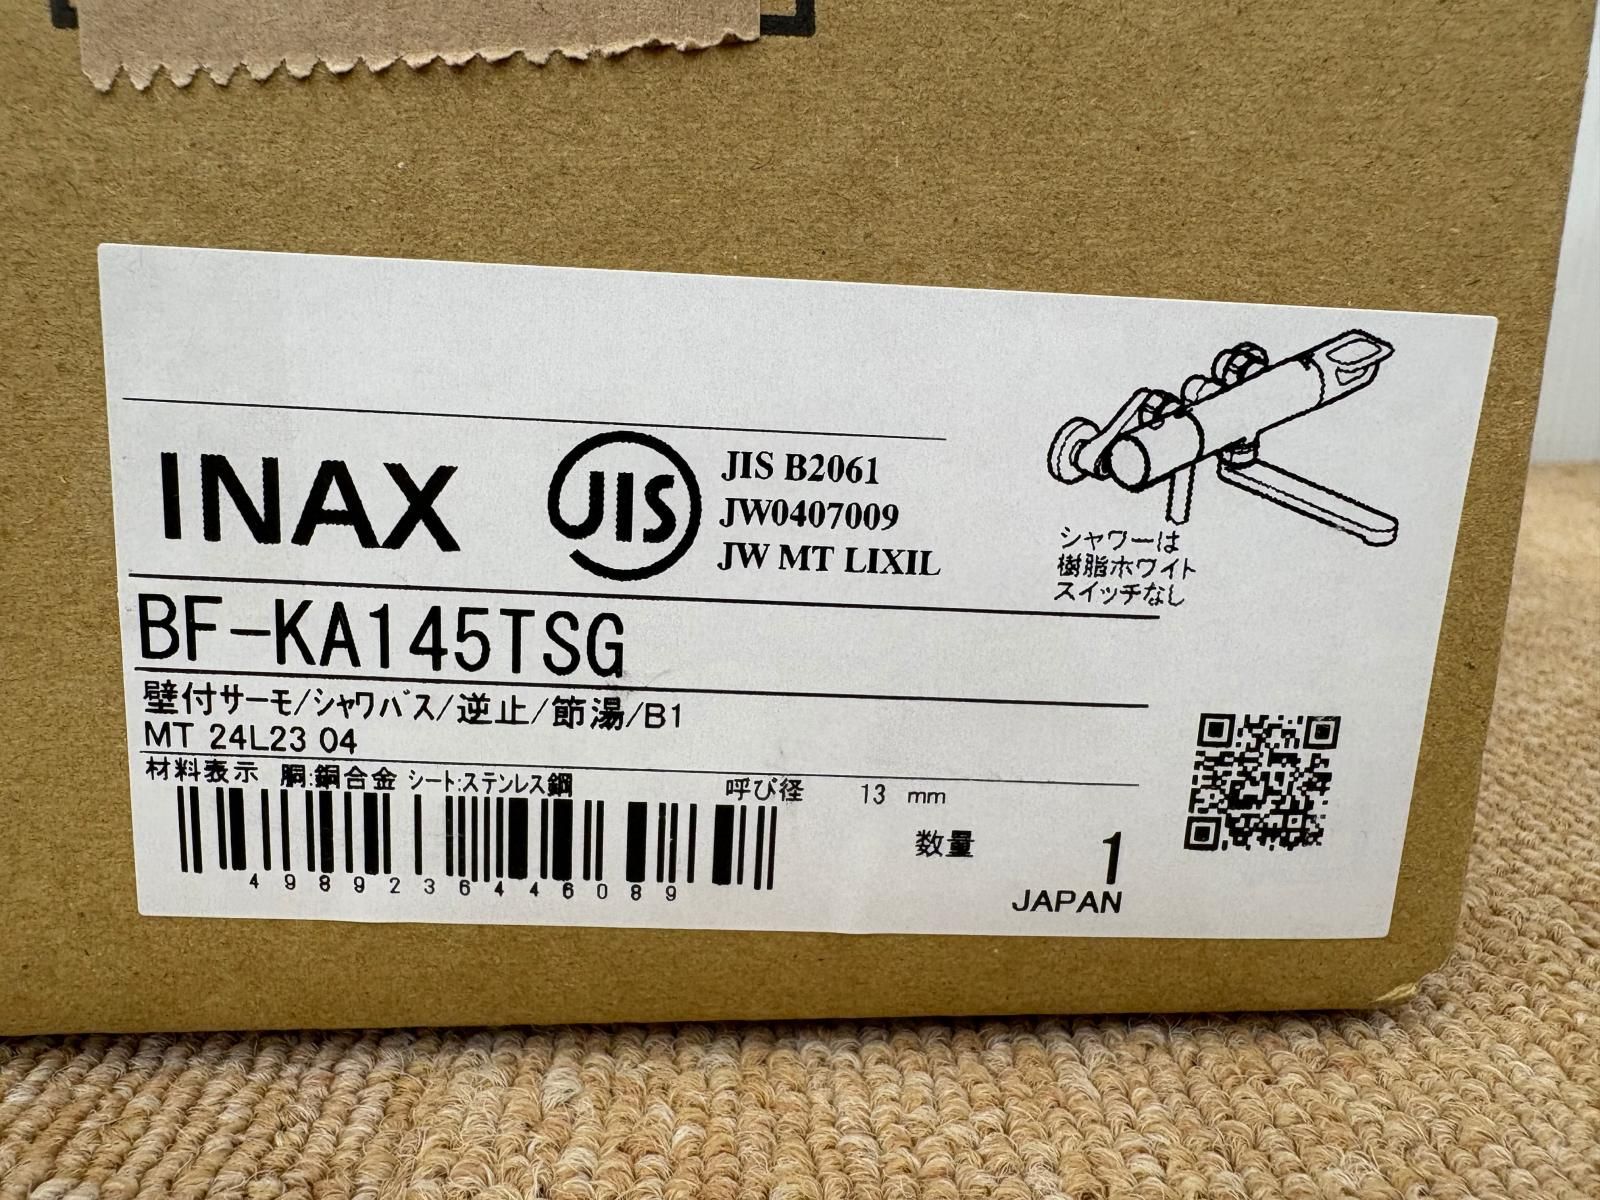 INAX
JIS
JIS B2061
JW0407009
JW MT LIXIL
シャワーは
樹脂ホワイト
スイッチなし
BF-KA145TSG
壁付サーモ/シャワバス/逆止/節湯/B1
MT 24L23 04
材料表示 胴:銅合金 シート:ステンレス鋼 呼び径 13 mm
4989236446089
数量 1
JAPAN